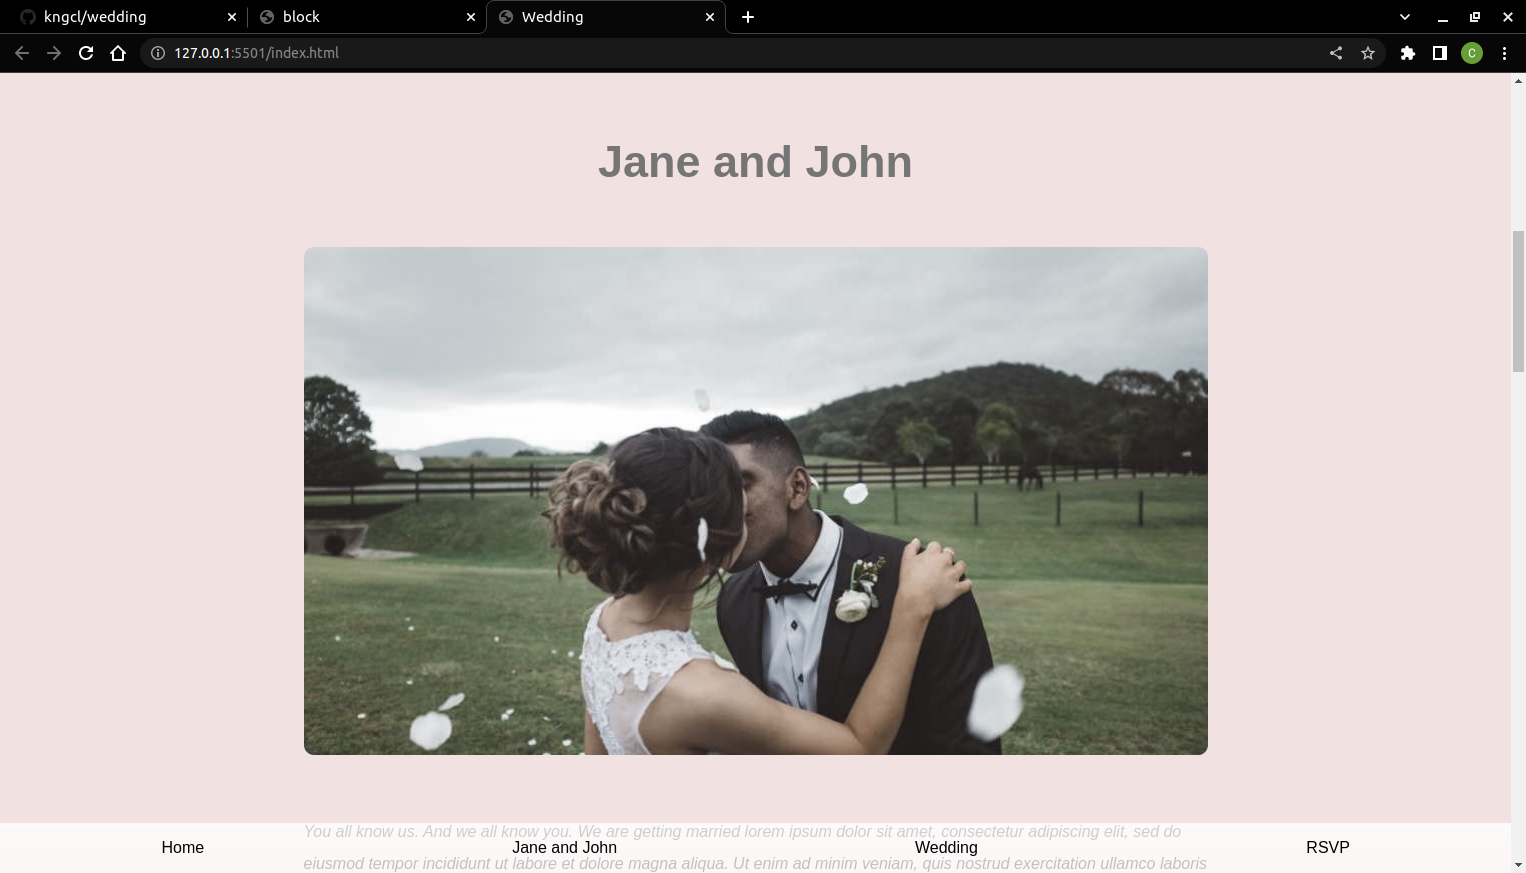 kngcl/wedding
block
Wedding
127.0.0.1:5501/index.html
C
Jane and John
You all know us. And we all know you. We are getting married lorem ipsum dolor sit amet, consectetur adipiscing elit, sed do
Home Jane and John Wedding RSVP
eiusmod tempor incididunt ut labore et dolore magna aliqua. Ut enim ad minim veniam, quis nostrud exercitation ullamco laboris